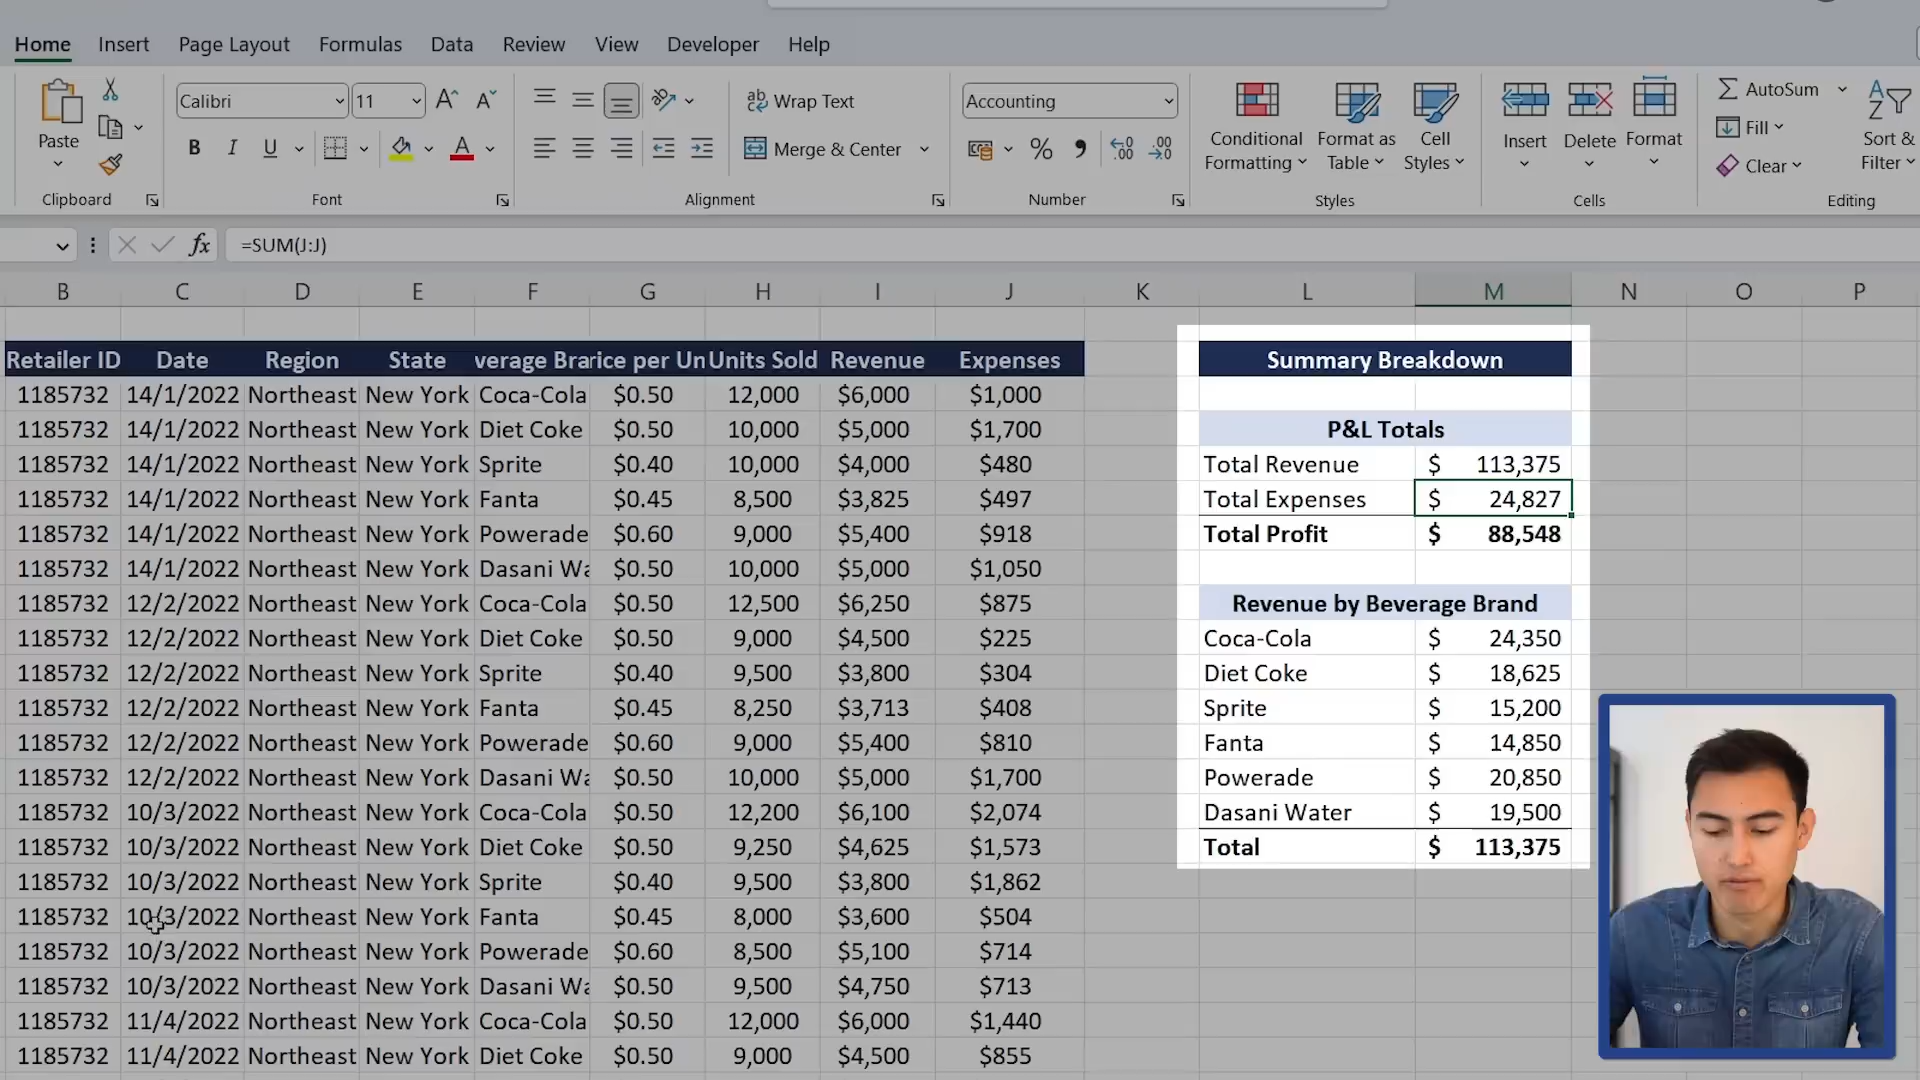 Home Insert Page Layout Formulas Data Review View Developer Help
Calibri 11 Wrap Text Accounting AutoSum
Paste Conditional Formatting Format as Table Cell Styles Insert Delete Format Fill Sort & Filter
B I U Merge & Center % Clear
Clipboard Font Alignment Number Styles Cells Editing
fx =SUM(J:J)
B C D E F G H I J K L M N O P
Retailer ID Date Region State verage Bra rice per Un Units Sold Revenue Expenses Summary Breakdown
1185732 14/1/2022 Northeast New York Coca-Cola $0.50 12,000 $6,000 $1,000
1185732 14/1/2022 Northeast New York Diet Coke $0.50 10,000 $5,000 $1,700 P&L Totals
1185732 14/1/2022 Northeast New York Sprite $0.40 10,000 $4,000 $480 Total Revenue $ 113,375
1185732 14/1/2022 Northeast New York Fanta $0.45 8,500 $3,825 $497 Total Expenses $ 24,827
1185732 14/1/2022 Northeast New York Powerade $0.60 9,000 $5,400 $918 Total Profit $ 88,548
1185732 14/1/2022 Northeast New York Dasani Wa $0.50 10,000 $5,000 $1,050
1185732 12/2/2022 Northeast New York Coca-Cola $0.50 12,500 $6,250 $875 Revenue by Beverage Brand
1185732 12/2/2022 Northeast New York Diet Coke $0.50 9,000 $4,500 $225 Coca-Cola $ 24,350
1185732 12/2/2022 Northeast New York Sprite $0.40 9,500 $3,800 $304 Diet Coke $ 18,625
1185732 12/2/2022 Northeast New York Fanta $0.45 8,250 $3,713 $408 Sprite $ 15,200
1185732 12/2/2022 Northeast New York Powerade $0.60 9,000 $5,400 $810 Fanta $ 14,850
1185732 12/2/2022 Northeast New York Dasani Wa $0.50 10,000 $5,000 $1,700 Powerade $ 20,850
1185732 10/3/2022 Northeast New York Coca-Cola $0.50 12,200 $6,100 $2,074 Dasani Water $ 19,500
1185732 10/3/2022 Northeast New York Diet Coke $0.50 9,250 $4,625 $1,573 Total $ 113,375
1185732 10/3/2022 Northeast New York Sprite $0.40 9,500 $3,800 $1,862
1185732 10/3/2022 Northeast New York Fanta $0.45 8,000 $3,600 $504
1185732 10/3/2022 Northeast New York Powerade $0.60 8,500 $5,100 $714
1185732 10/3/2022 Northeast New York Dasani Wa $0.50 9,500 $4,750 $713
1185732 11/4/2022 Northeast New York Coca-Cola $0.50 12,000 $6,000 $1,440
1185732 11/4/2022 Northeast New York Diet Coke $0.50 9,000 $4,500 $855